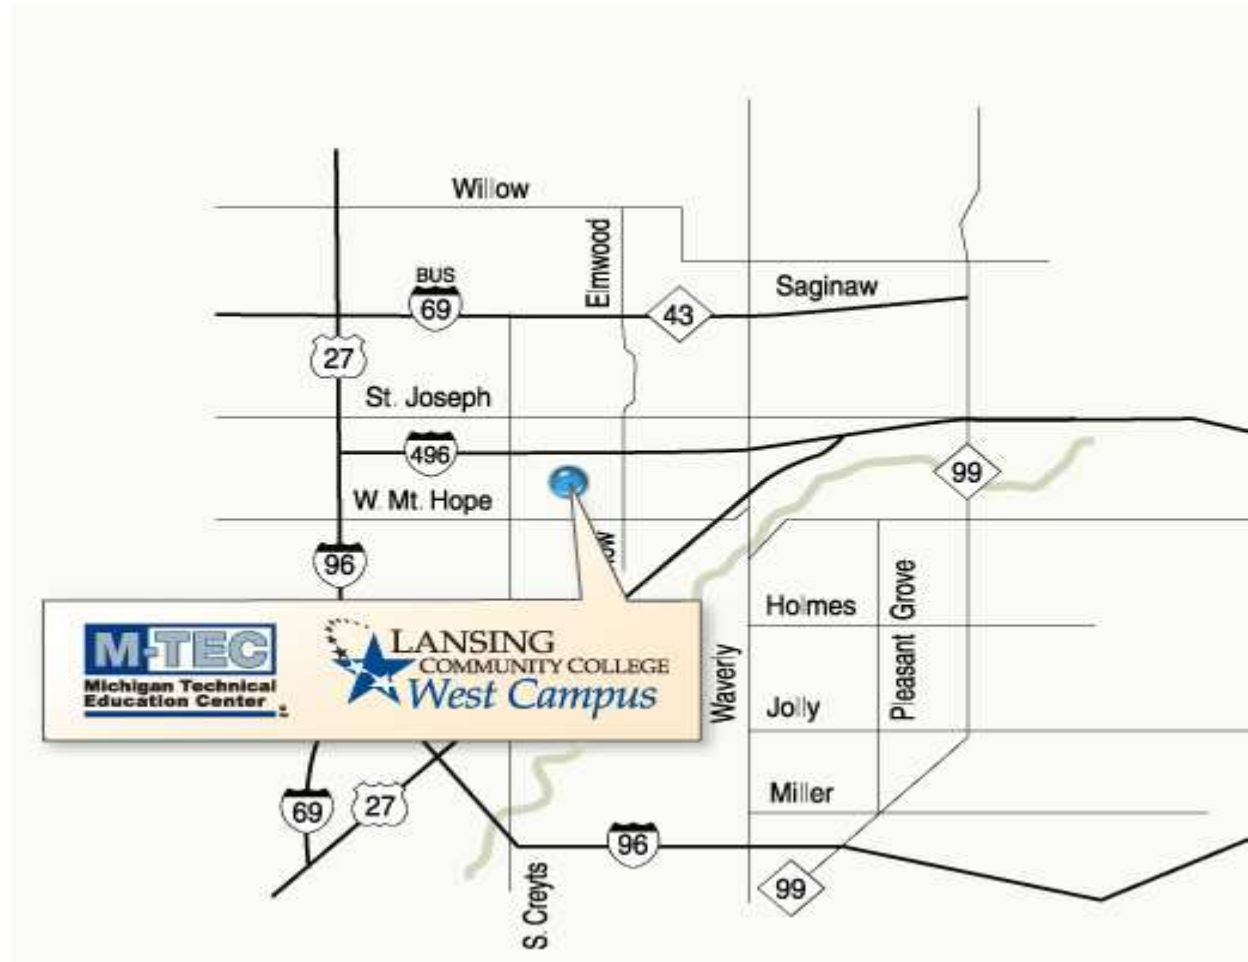 Willow
Elmwood
BUS
69
43
Saginaw
27
St. Joseph
496
99
W. Mt. Hope
96
Holmes
Pleasant Grove
M-TEC
Michigan Technical
Education Center
LANSING
COMMUNITY COLLEGE
West Campus
Waverly
Jolly
69
27
Miller
96
99
S. Creyts